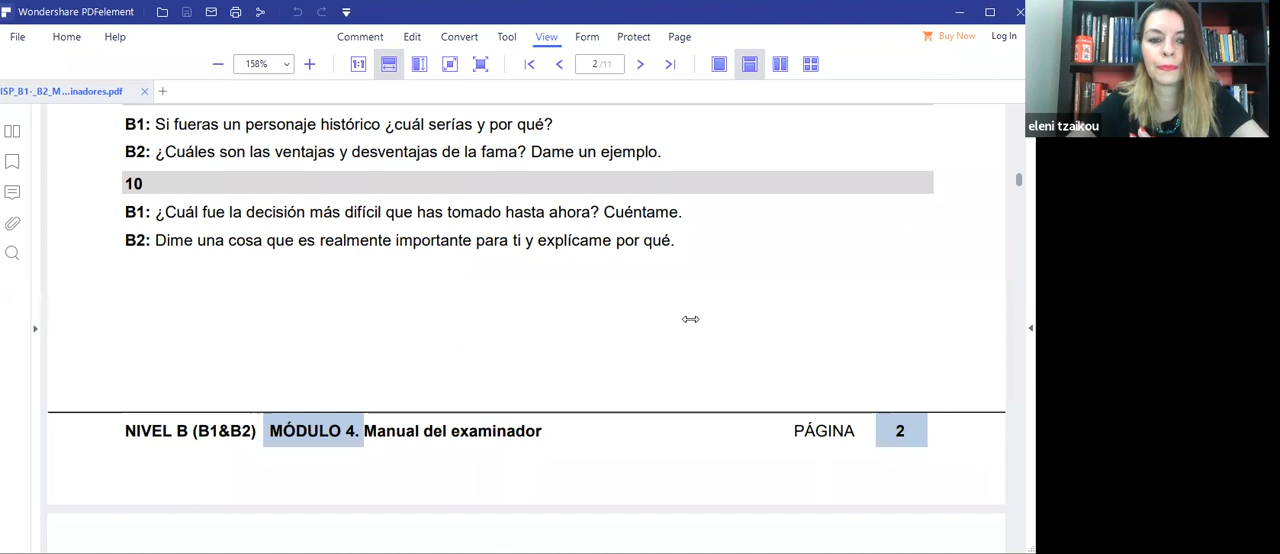 Wondershare PDFelement
File Home Help Comment Edit Convert Tool View Form Protect Page Buy Now Log In
158% 1:1 2 /11
ISP_B1-_B2_M...inadores.pdf
B1: Si fueras un personaje histórico ¿cuál serías y por qué?
B2: ¿Cuáles son las ventajas y desventajas de la fama? Dame un ejemplo.
10
B1: ¿Cuál fue la decisión más difícil que has tomado hasta ahora? Cuéntame.
B2: Dime una cosa que es realmente importante para ti y explícame por qué.
NIVEL B (B1&B2) MÓDULO 4. Manual del examinador PÁGINA 2
eleni tzaikou